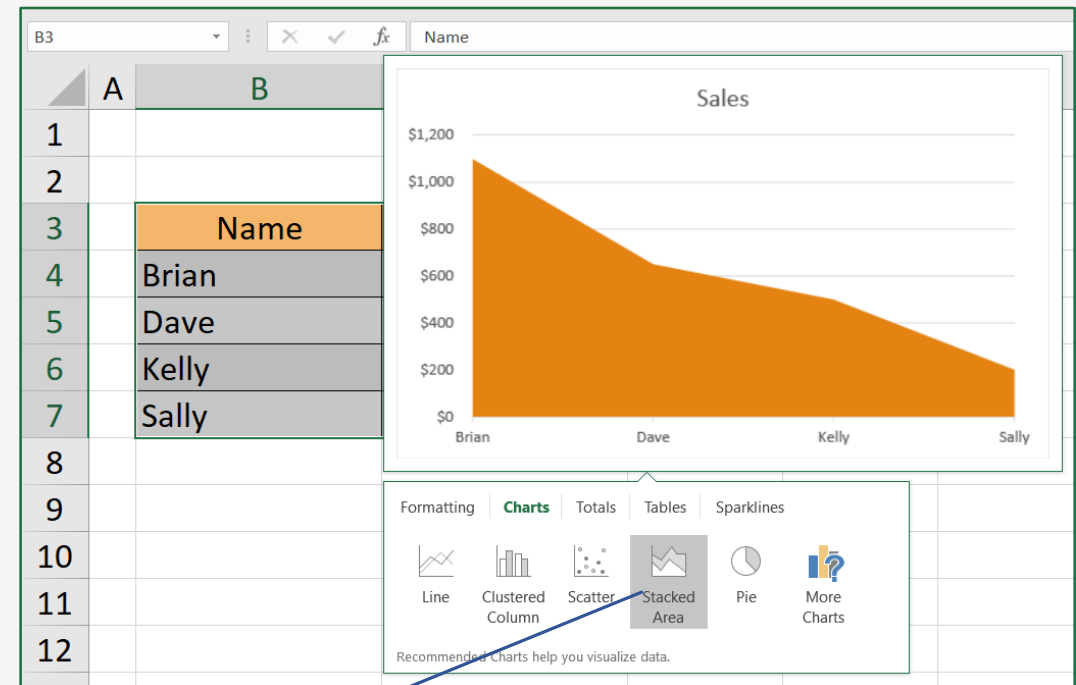 B3
fx
Name
A
B
1
2
3
4
5
6
7
8
9
10
11
12
Name
Brian
Dave
Kelly
Sally
Sales
$1,200
$1,000
$800
$600
$400
$200
$0
Brian Dave Kelly Sally
Formatting Charts Totals Tables Sparklines
Line Clustered Scatter Stacked Pie More
Column Area Charts
Recommended Charts help you visualize data.